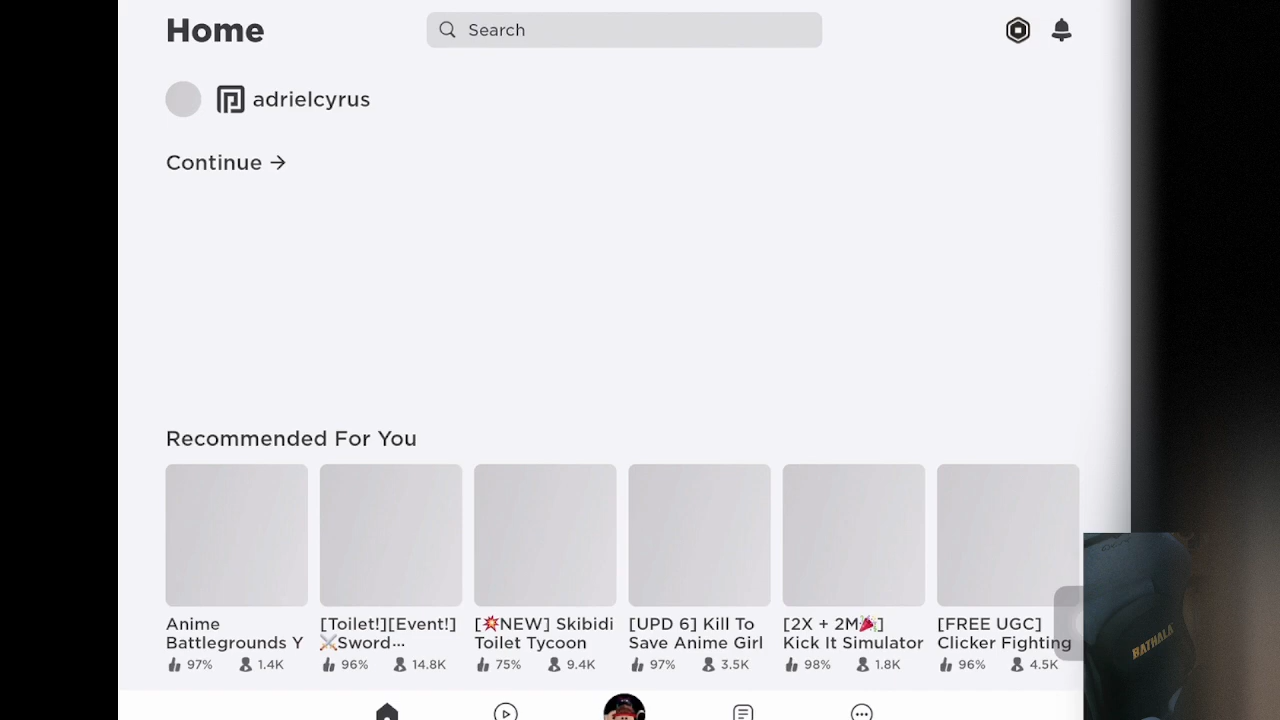 Home
Search
adrielcyrus
Continue →
Recommended For You
Anime
Battlegrounds Y
97% 1.4K
[Toilet!][Event!]
⚔️Sword...
96% 14.8K
[💥NEW] Skibidi
Toilet Tycoon
75% 9.4K
[UPD 6] Kill To
Save Anime Girl
97% 3.5K
[2X + 2M🎉]
Kick It Simulator
98% 1.8K
[FREE UGC]
Clicker Fighting
96% 4.5K
BATHALA